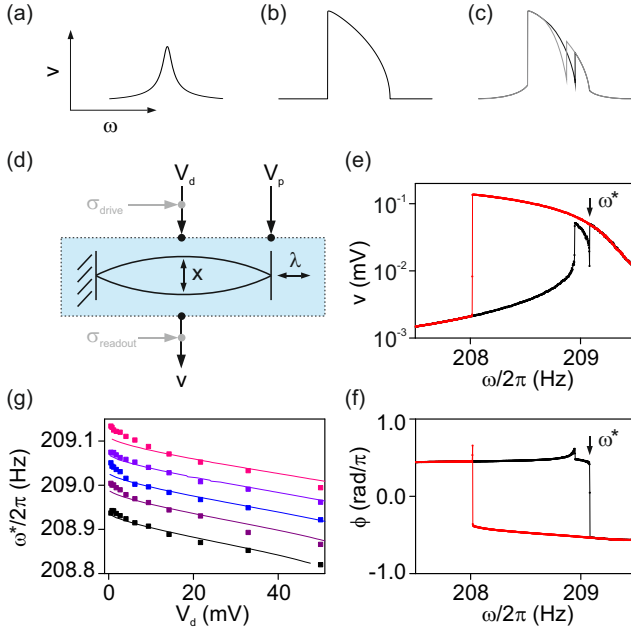 (a)
(b)
(c)
v
ω
(d)
V_d
V_p
σ_drive
x
λ
σ_readout
v
(e)
v (mV)
10^-1
10^-2
10^-3
ω*
208
209
ω/2π (Hz)
(g)
ω*/2π (Hz)
209.1
209.0
208.9
208.8
0
20
40
V_d (mV)
(f)
ϕ (rad/π)
1.0
0.0
-1.0
ω*
208
209
ω/2π (Hz)